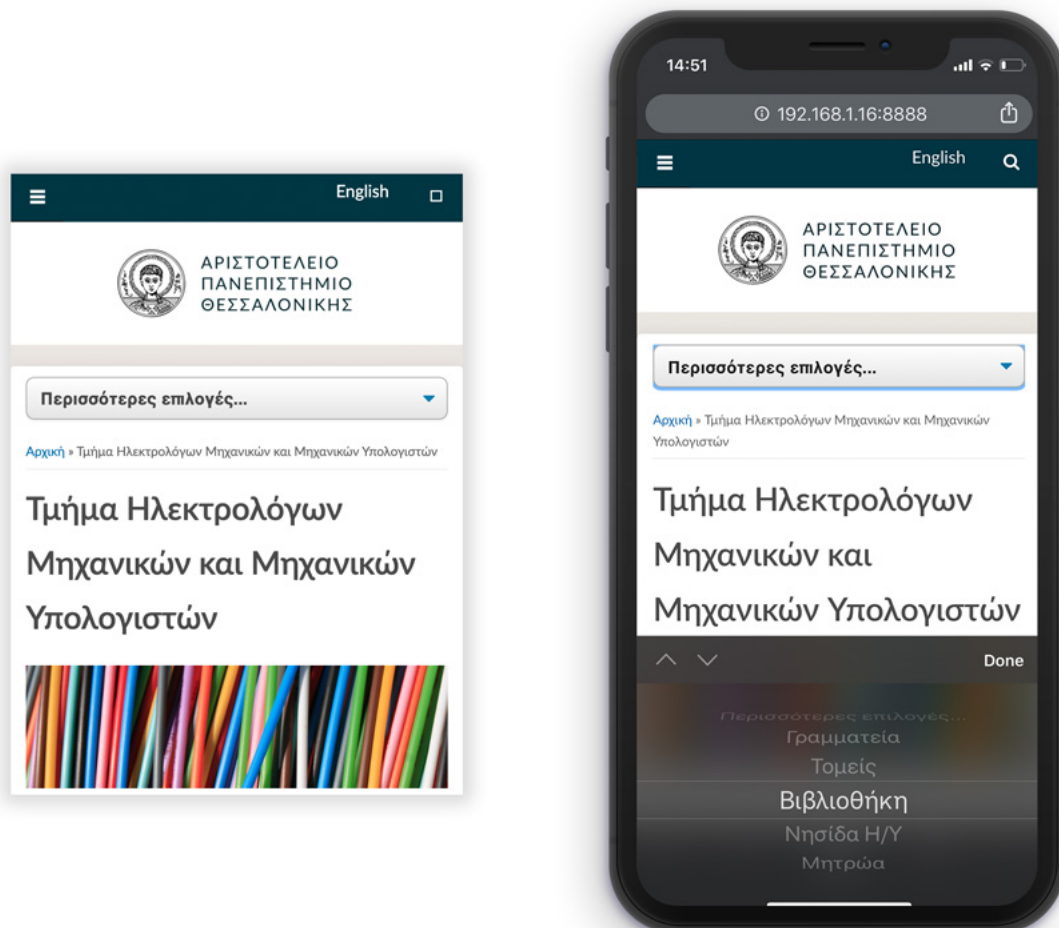 English
ΑΡΙΣΤΟΤΕΛΕΙΟ
ΠΑΝΕΠΙΣΤΗΜΙΟ
ΘΕΣΣΑΛΟΝΙΚΗΣ
Περισσότερες επιλογές...
Αρχική » Τμήμα Ηλεκτρολόγων Μηχανικών και Μηχανικών Υπολογιστών
Τμήμα Ηλεκτρολόγων
Μηχανικών και Μηχανικών
Υπολογιστών
14:51
192.168.1.16:8888
English
ΑΡΙΣΤΟΤΕΛΕΙΟ
ΠΑΝΕΠΙΣΤΗΜΙΟ
ΘΕΣΣΑΛΟΝΙΚΗΣ
Περισσότερες επιλογές...
Αρχική » Τμήμα Ηλεκτρολόγων Μηχανικών και Μηχανικών
Υπολογιστών
Τμήμα Ηλεκτρολόγων
Μηχανικών και
Μηχανικών Υπολογιστών
Done
Περισσότερες επιλογές...
Γραμματεία
Τομείς
Βιβλιοθήκη
Νησίδα Η/Υ
Μητρώα